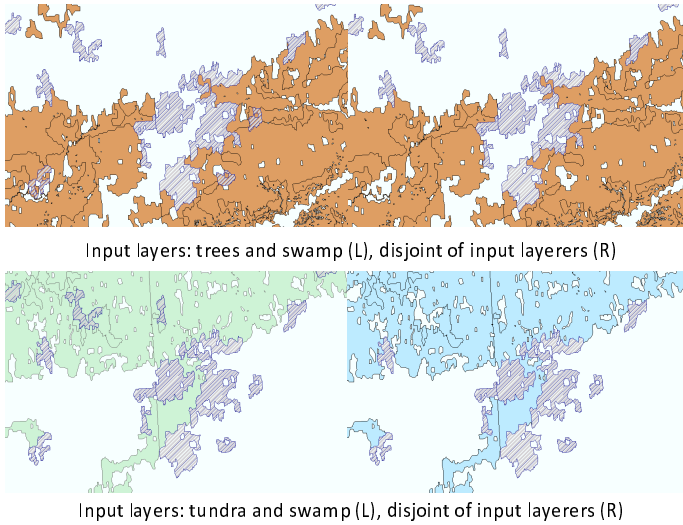 Input layers: trees and swamp (L), disjoint of input layerers (R)
Input layers: tundra and swamp (L), disjoint of input layerers (R)